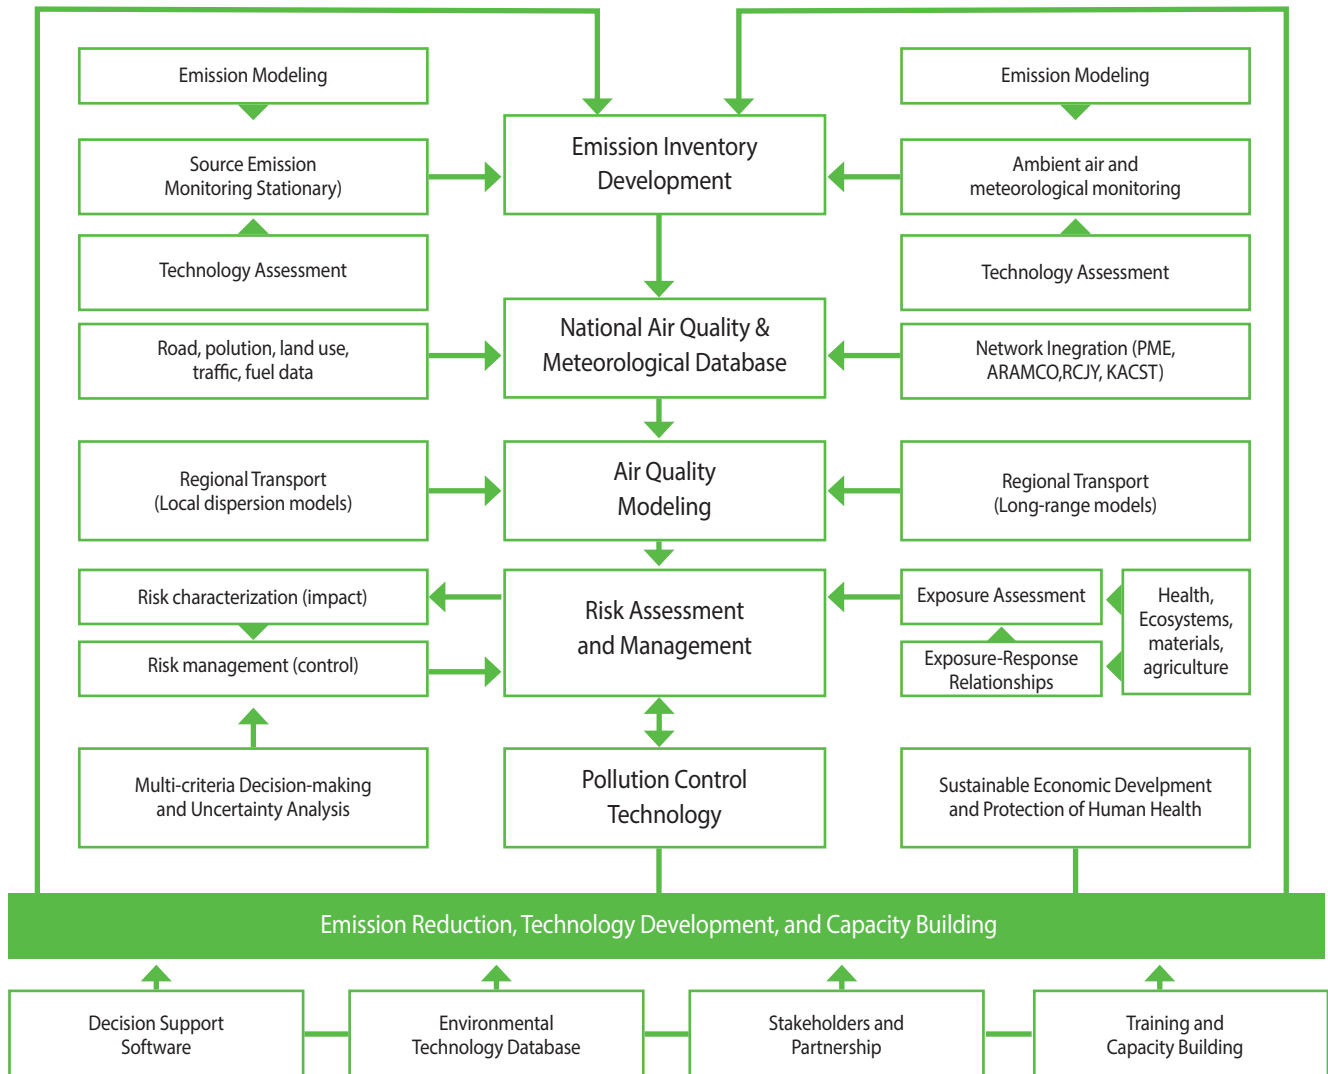 Emission Modeling
Emission Modeling
Source Emission
Monitoring Stationary)
Emission Inventory
Development
Ambient air and
meteorological monitoring
Technology Assessment
Technology Assessment
Road, polution, land use,
traffic, fuel data
National Air Quality &
Meteorological Database
Network Inegration (PME,
ARAMCO,RCJY, KACST)
Regional Transport
(Local dispersion models)
Air Quality
Modeling
Regional Transport
(Long-range models)
Risk characterization (impact)
Risk management (control)
Risk Assessment
and Management
Exposure Assessment
Exposure-Response
Relationships
Health,
Ecosystems,
materials,
agriculture
Multi-criteria Decision-making
and Uncertainty Analysis
Pollution Control
Technology
Sustainable Economic Develpment
and Protection of Human Health
Emission Reduction, Technology Development, and Capacity Building
Decision Support
Software
Environmental
Technology Database
Stakeholders and
Partnership
Training and
Capacity Building